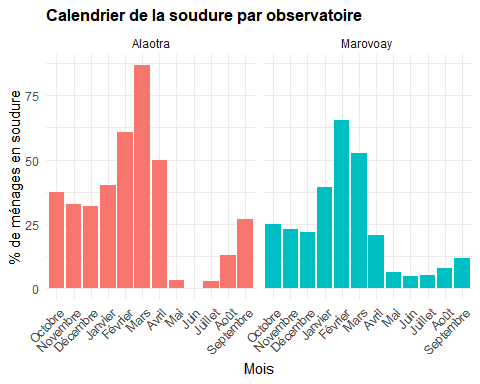 Calendrier de la soudure par observatoire
Alaotra
Marovoay
% de ménages en soudure
75
50
25
0
Octobre
Novembre
Décembre
Janvier
Février
Mars
Avril
Mai
Juin
Juillet
Août
Septembre
Octobre
Novembre
Décembre
Janvier
Février
Mars
Avril
Mai
Juin
Juillet
Août
Septembre
Mois